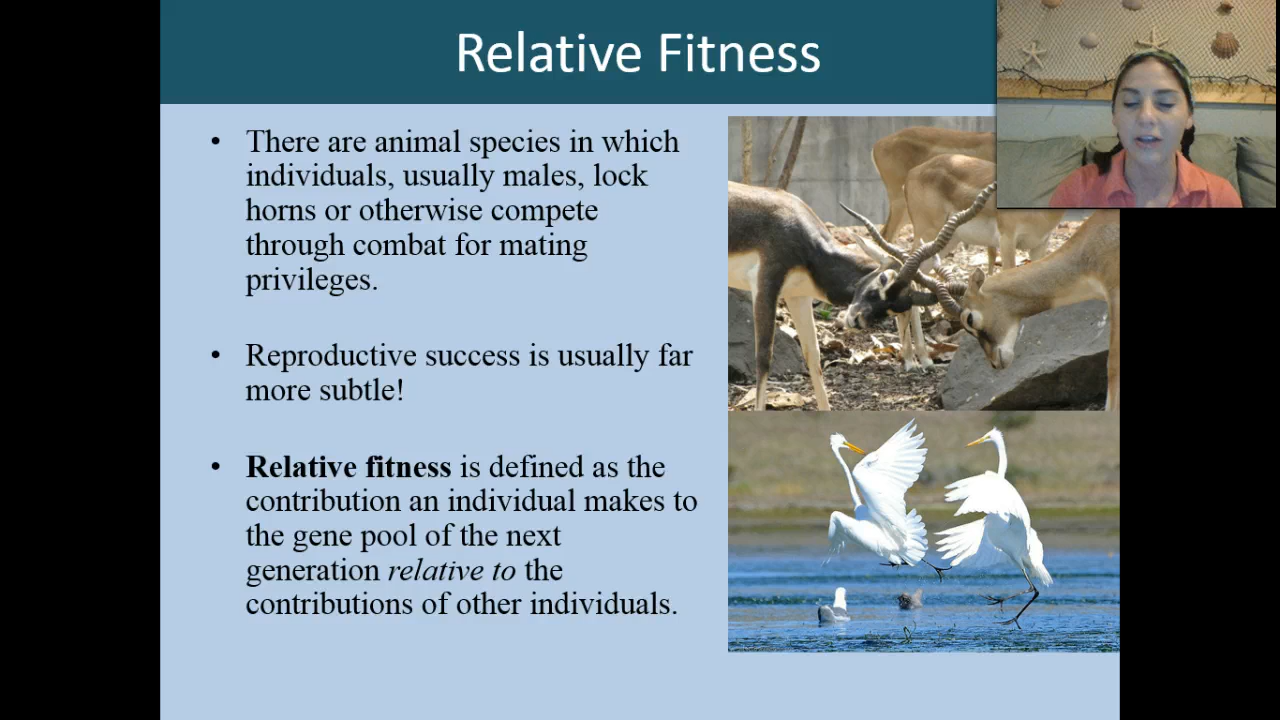 Relative Fitness
• There are animal species in which
individuals, usually males, lock
horns or otherwise compete
through combat for mating
privileges.
• Reproductive success is usually far
more subtle!
• Relative fitness is defined as the
contribution an individual makes to
the gene pool of the next
generation relative to the
contributions of other individuals.